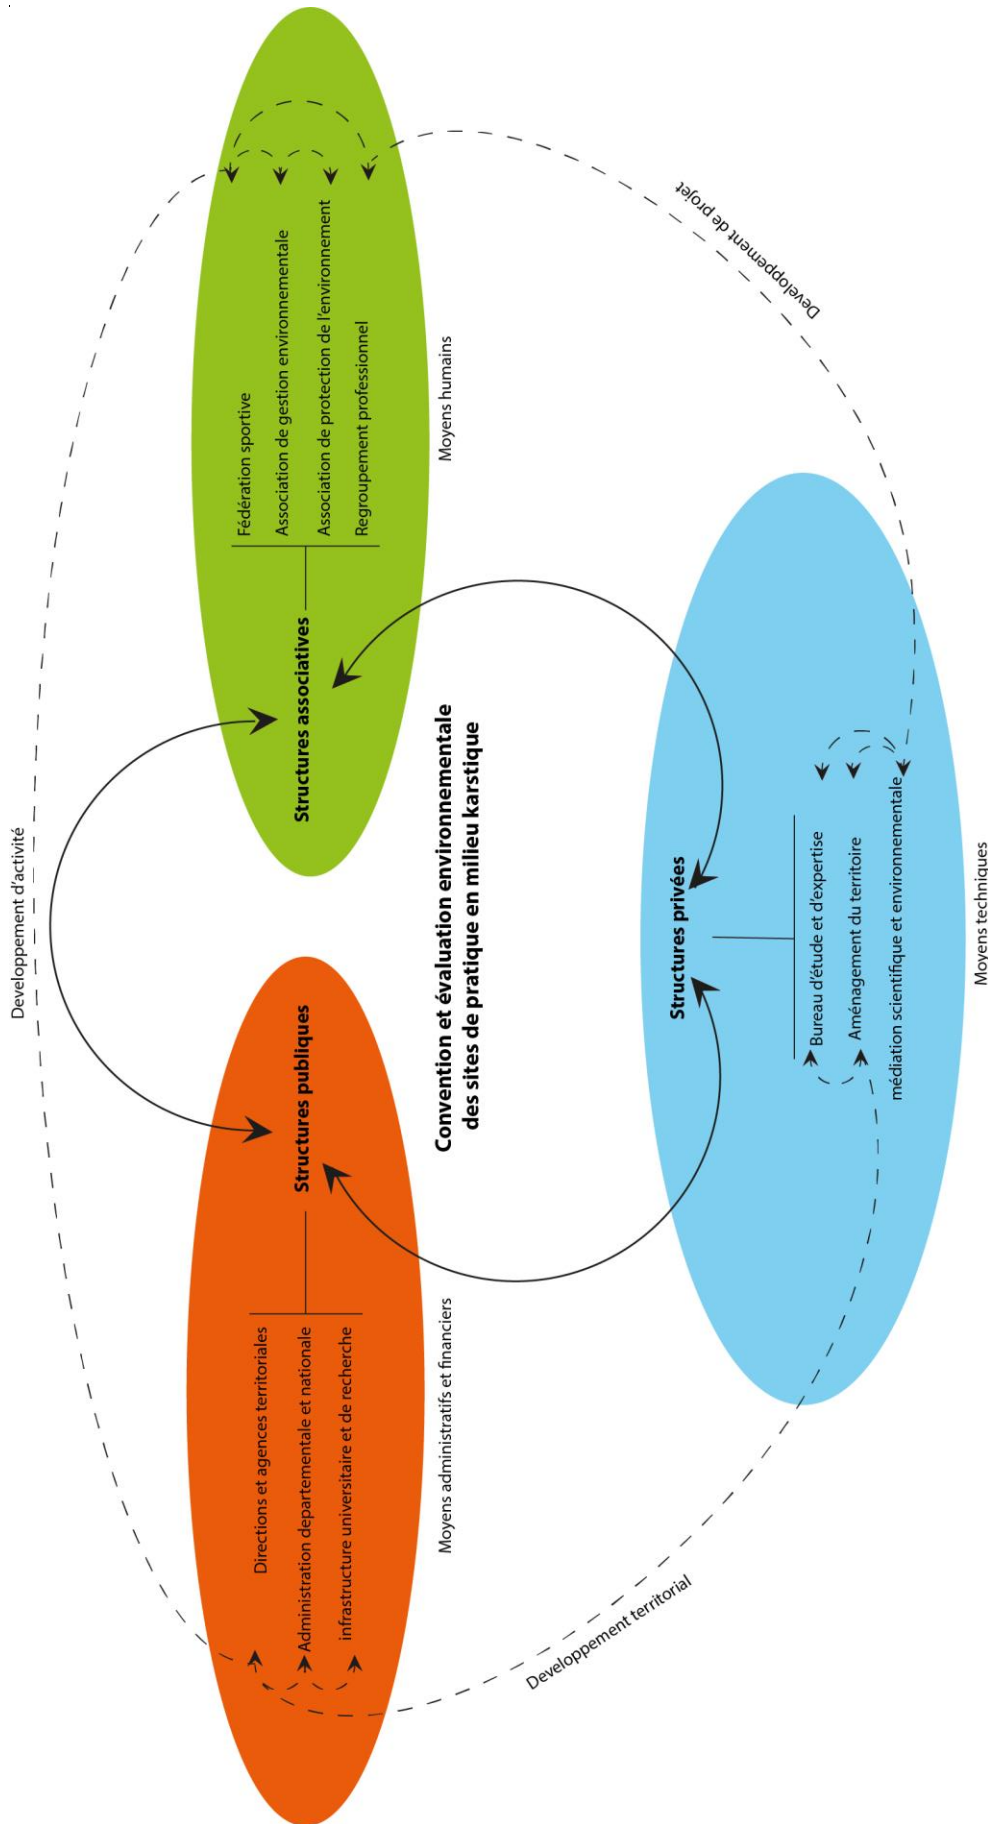 Developpement d'activité
Structures publiques
Directions et agences territoriales
Administration departementale et nationale
infrastructure universitaire et de recherche
Moyens administratifs et financiers
Structures associatives
Fédération sportive
Association de gestion environnementale
Association de protection de l'environnement
Regroupement professionnel
Moyens humains
Convention et évaluation environnementale
des sites de pratique en milieu karstique
Developpement territorial
Developpement de projet
Structures privées
Bureau d'étude et d'expertise
Aménagement du territoire
médiation scientifique et environnementale
Moyens techniques